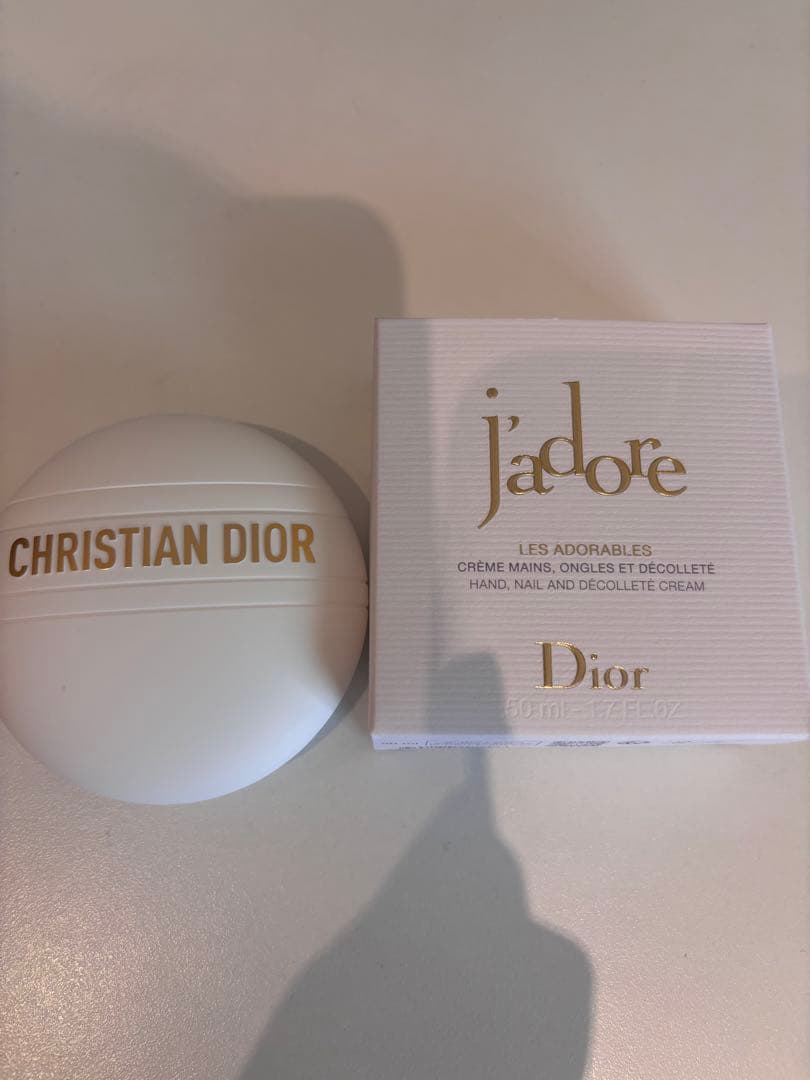 CHRISTIAN DIOR
j'adore
LES ADORABLES
CRÈME MAINS, ONGLES ET DÉCOLLETÉ
HAND, NAIL AND DÉCOLLETÉ CREAM
Dior
50 ml - 1.7 FL.OZ